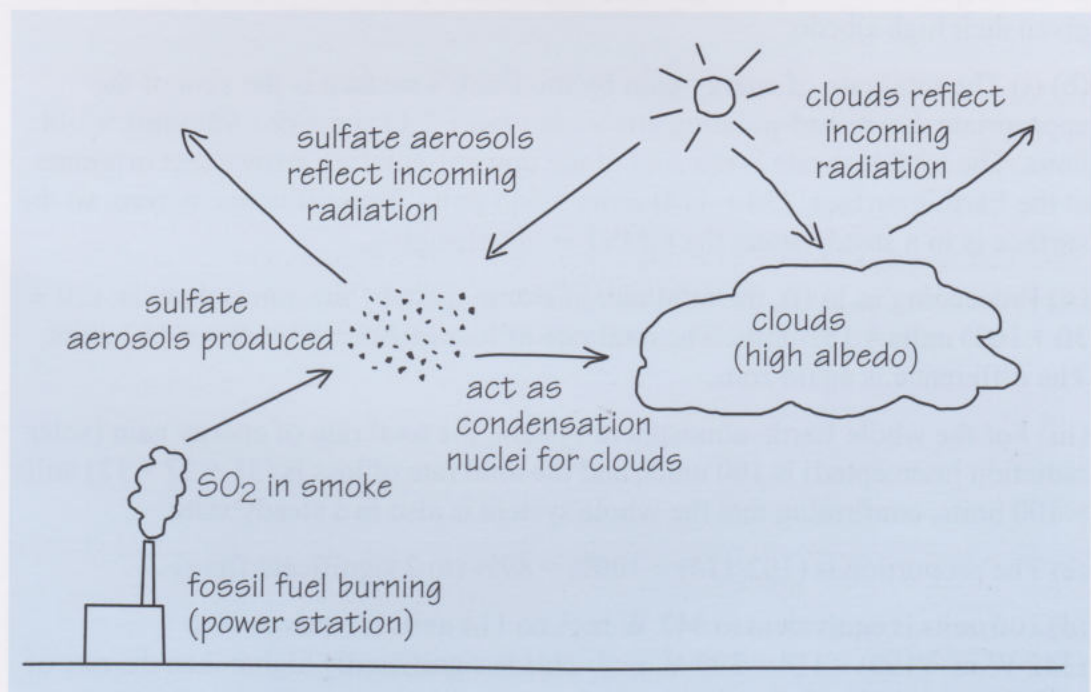 sulfate aerosols
reflect incoming
radiation
clouds reflect
incoming
radiation
sulfate
aerosols produced
clouds
(high albedo)
act as
condensation
nuclei for clouds
SO₂ in smoke
fossil fuel burning
(power station)